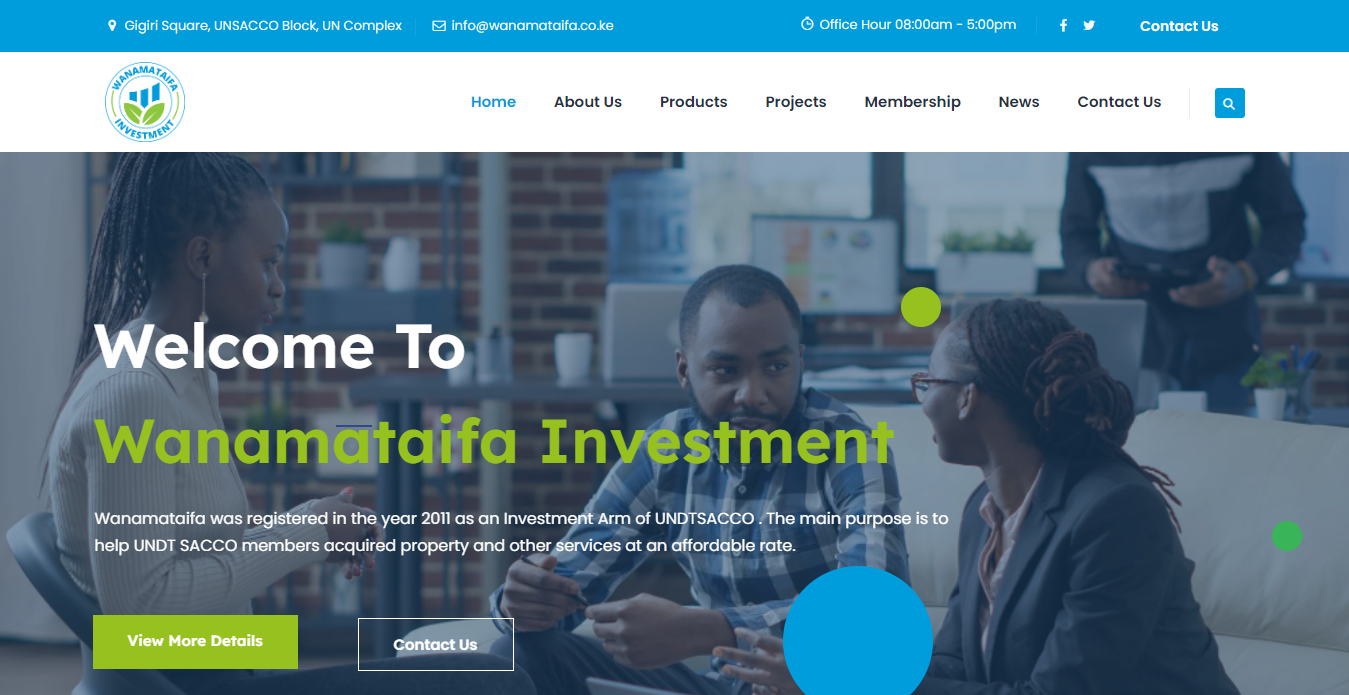 Gigiri Square, UNSACCO Block, UN Complex
info@wanamataifa.co.ke
Office Hour 08:00am - 5:00pm
Contact Us
WANAMATAIFA
INVESTMENT
Home
About Us
Products
Projects
Membership
News
Contact Us
Welcome To
Wanamataifa Investment
Wanamataifa was registered in the year 2011 as an Investment Arm of UNDTSACCO . The main purpose is to
help UNDT SACCO members acquired property and other services at an affordable rate.
View More Details
Contact Us